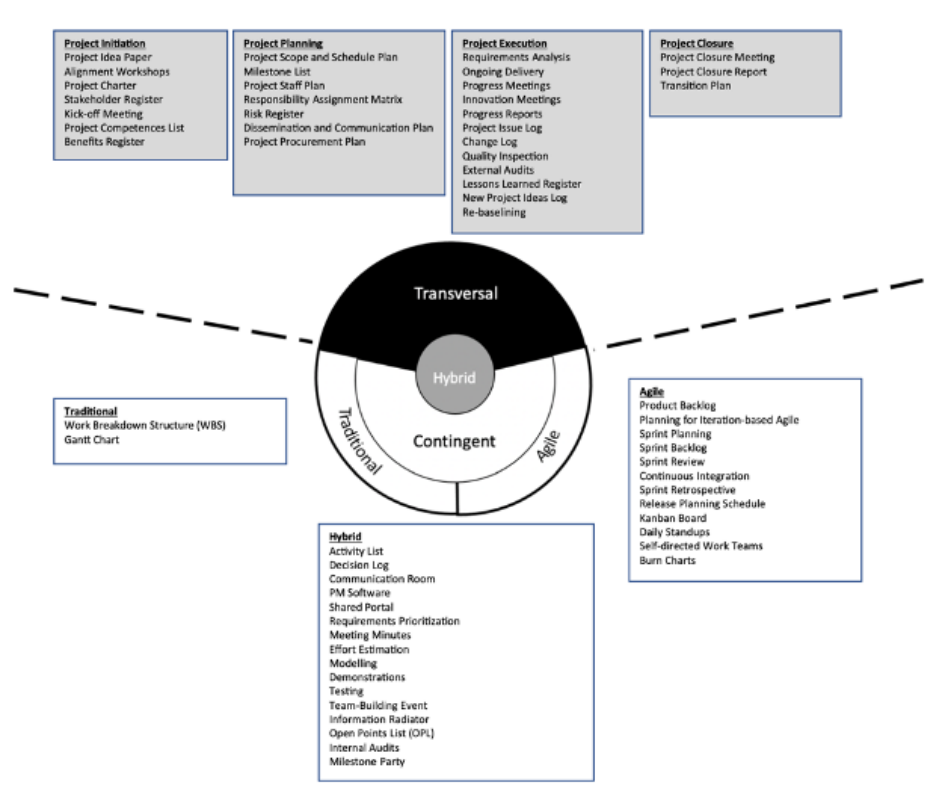 Project Initiation
Project Idea Paper
Alignment Workshops
Project Charter
Stakeholder Register
Kick-off Meeting
Project Competences List
Benefits Register
Project Planning
Project Scope and Schedule Plan
Milestone List
Project Staff Plan
Responsibility Assignment Matrix
Risk Register
Dissemination and Communication Plan
Project Procurement Plan
Project Execution
Requirements Analysis
Ongoing Delivery
Progress Meetings
Innovation Meetings
Progress Reports
Project Issue Log
Change Log
Quality Inspection
External Audits
Lessons Learned Register
New Project Ideas Log
Re-baselining
Project Closure
Project Closure Meeting
Project Closure Report
Transition Plan
Transversal
Hybrid
Contingent
Traditional
Agile
Traditional
Work Breakdown Structure (WBS)
Gantt Chart
Agile
Product Backlog
Planning for Iteration-based Agile
Sprint Planning
Sprint Backlog
Sprint Review
Continuous Integration
Sprint Retrospective
Release Planning Schedule
Kanban Board
Daily Standups
Self-directed Work Teams
Burn Charts
Hybrid
Activity List
Decision Log
Communication Room
PM Software
Shared Portal
Requirements Prioritization
Meeting Minutes
Effort Estimation
Modelling
Demonstrations
Testing
Team-Building Event
Information Radiator
Open Points List (OPL)
Internal Audits
Milestone Party